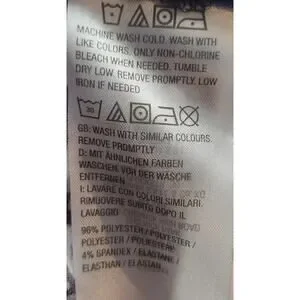 MACHINE WASH COLD. WASH WITH
LIKE COLORS. ONLY NON-CHLORINE
BLEACH WHEN NEEDED. TUMBLE
DRY LOW. REMOVE PROMPTLY. LOW
IRON IF NEEDED
30
GB: WASH WITH SIMILAR COLOURS.
REMOVE PROMPTLY
D: MIT ÄHNLICHEN FARBEN
WASCHEN VOR DER WÄSCHE
ENTFERNEN
I: LAVARE CON COLORI SIMILARI.
RIMUOVERE SUBITO DOPO IL
LAVAGGIO
96% POLYESTER / POLYESTER /
POLYESTER / POLIESTERE
4% SPANDEX / ELASTANE /
ELASTHAN / ELASTAN